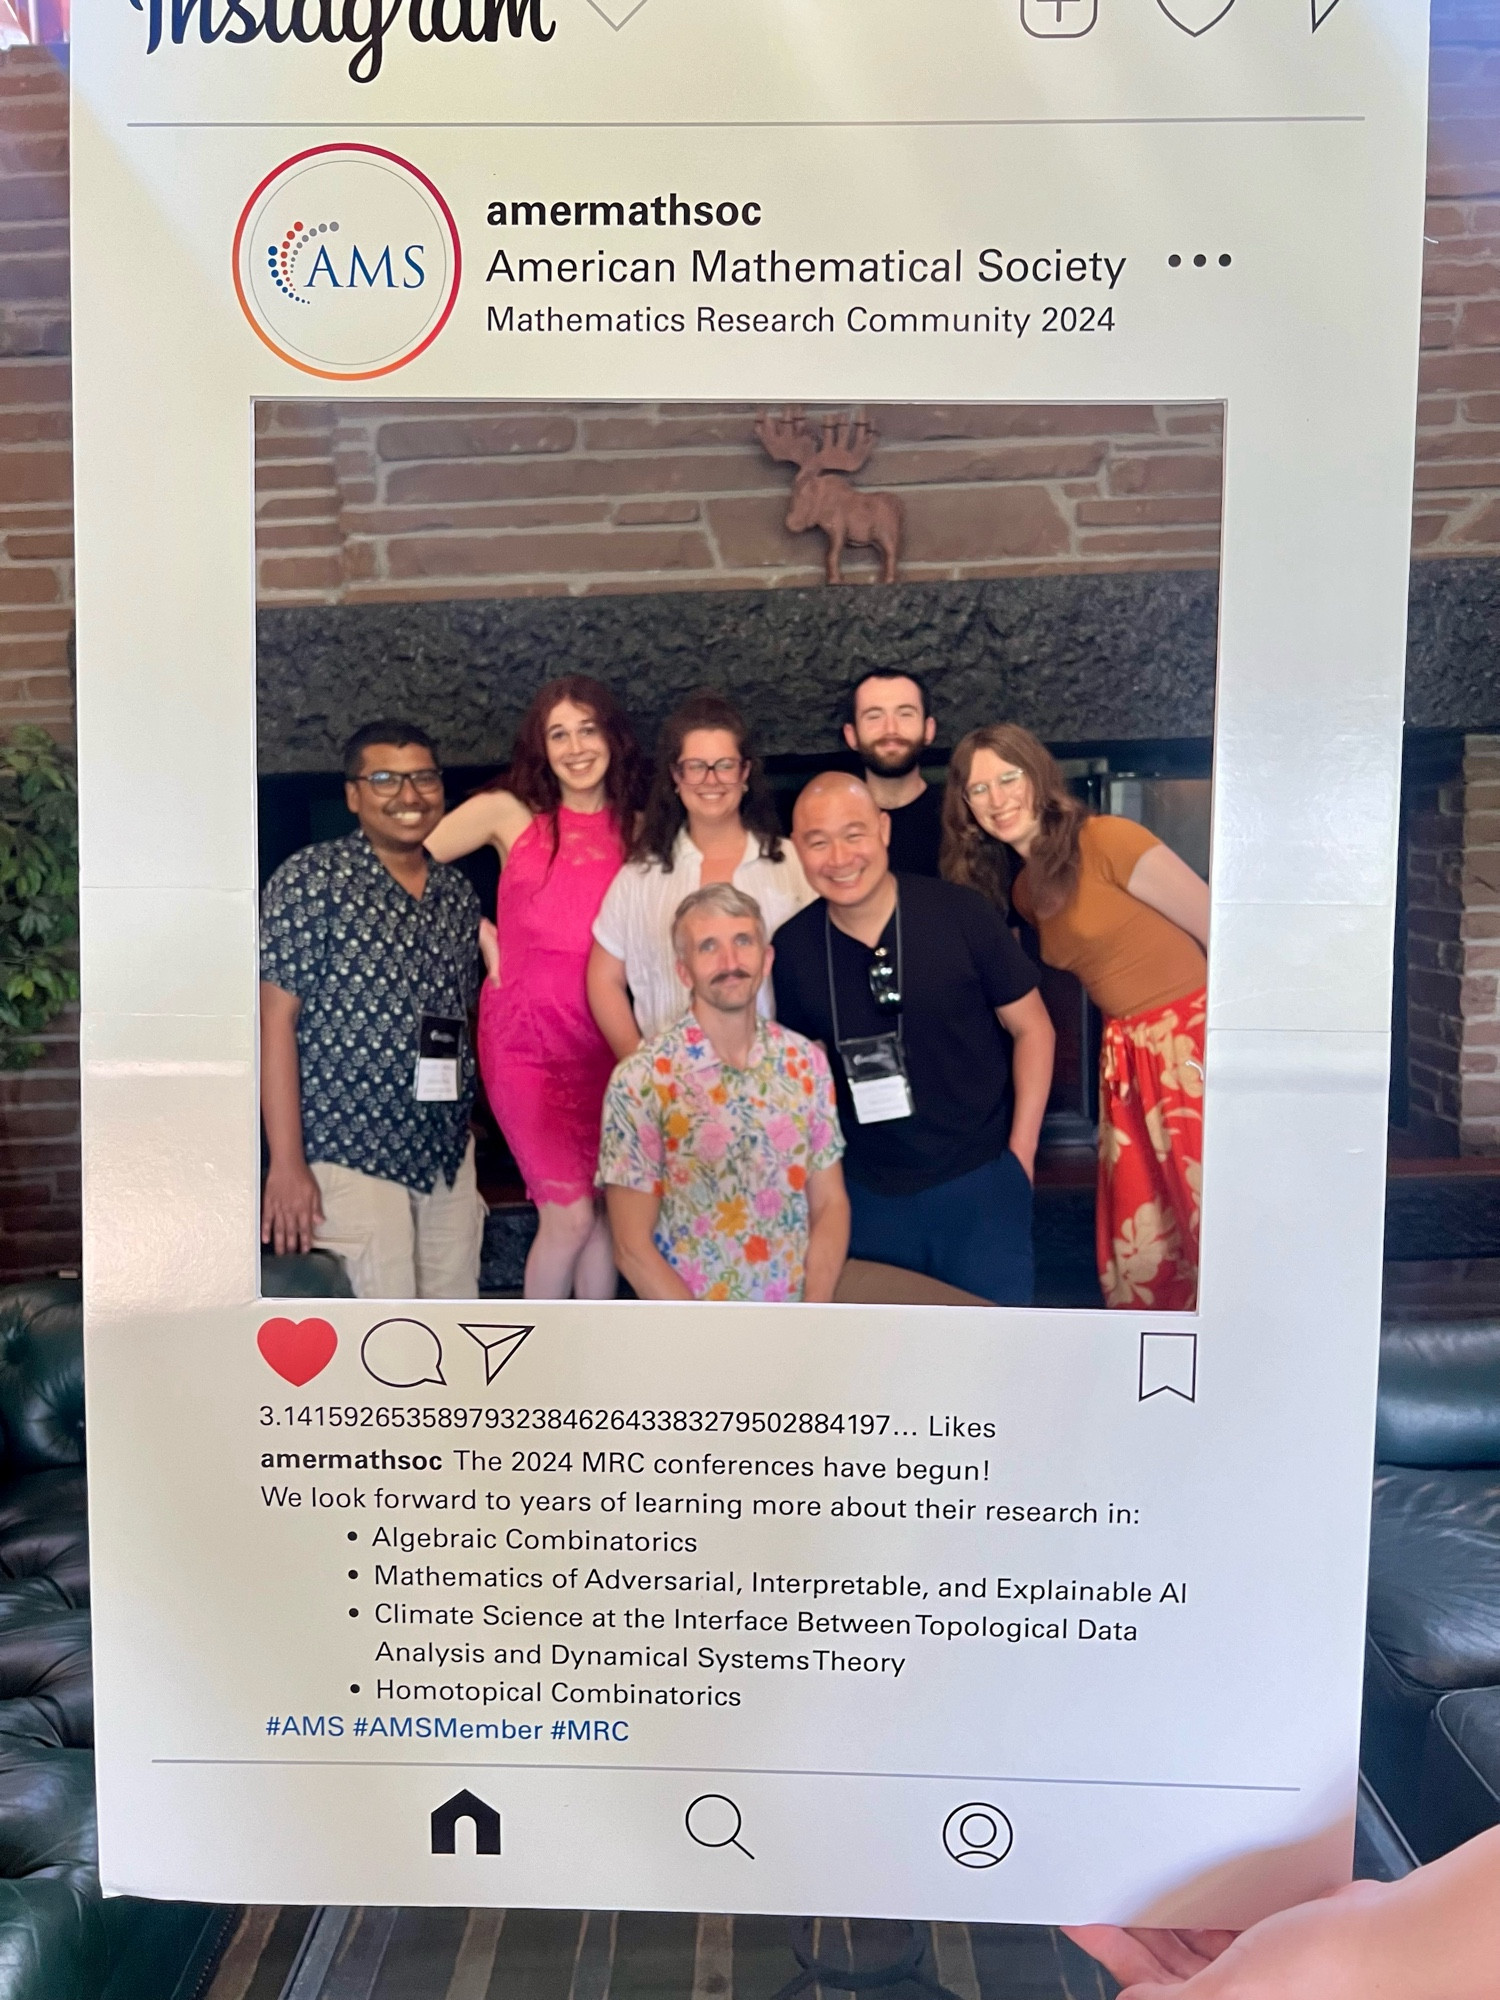 Instagram
AMS
amermathsoc
American Mathematical Society
Mathematics Research Community 2024
3.14159265358979323846264338327950288​4197... Likes
amermathsoc The 2024 MRC conferences have begun!
We look forward to years of learning more about their research in:
• Algebraic Combinatorics
• Mathematics of Adversarial, Interpretable, and Explainable AI
• Climate Science at the Interface Between Topological Data
Analysis and Dynamical Systems Theory
• Homotopical Combinatorics
#AMS #AMSMember #MRC